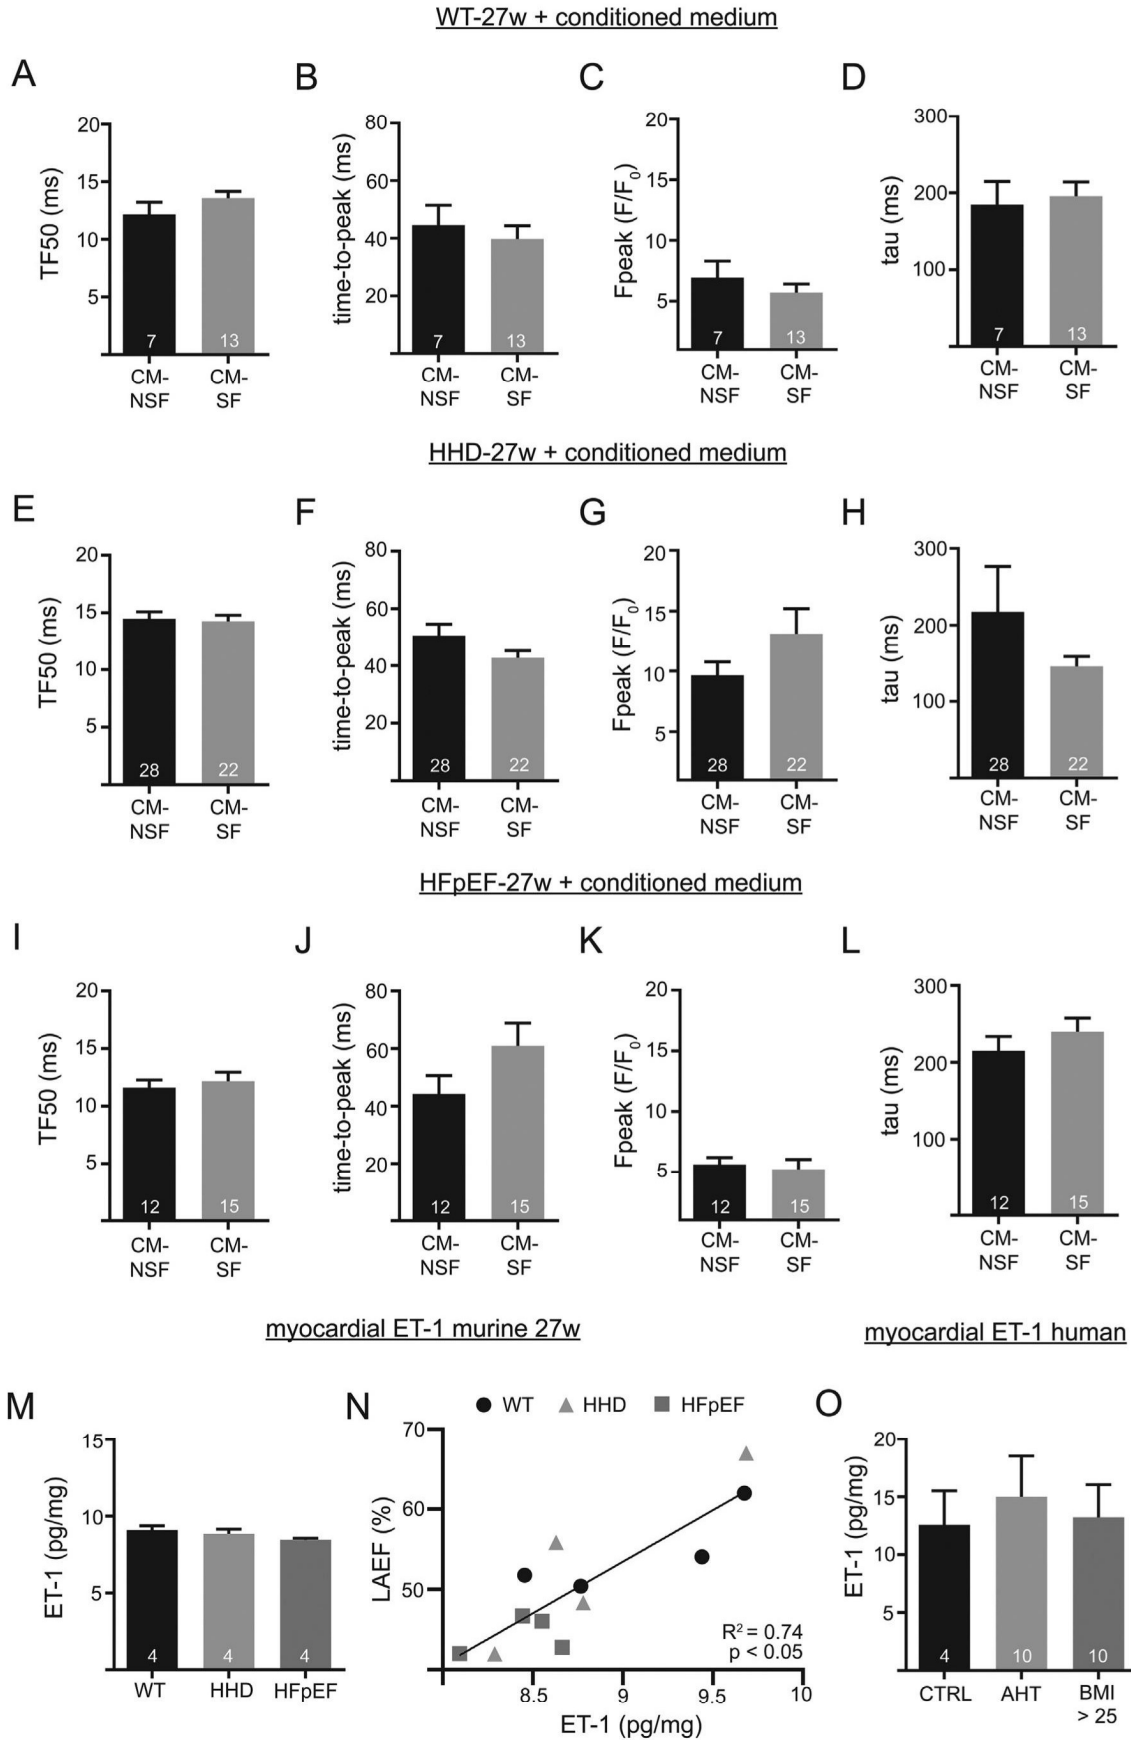 WT-27w + conditioned medium
A
B
C
D
TF50 (ms)
20
15
10
5
7
13
CM-
NSF
CM-
SF
time-to-peak (ms)
80
60
40
20
7
13
CM-
NSF
CM-
SF
Fpeak (F/F0)
20
15
10
5
7
13
CM-
NSF
CM-
SF
tau (ms)
300
200
100
7
13
CM-
NSF
CM-
SF
HHD-27w + conditioned medium
E
F
G
H
TF50 (ms)
20
15
10
5
28
22
CM-
NSF
CM-
SF
time-to-peak (ms)
80
60
40
20
28
22
CM-
NSF
CM-
SF
Fpeak (F/F0)
20
15
10
5
28
22
CM-
NSF
CM-
SF
tau (ms)
300
200
100
28
22
CM-
NSF
CM-
SF
HFpEF-27w + conditioned medium
I
J
K
L
TF50 (ms)
20
15
10
5
12
15
CM-
NSF
CM-
SF
time-to-peak (ms)
80
60
40
20
12
15
CM-
NSF
CM-
SF
Fpeak (F/F0)
20
15
10
5
12
15
CM-
NSF
CM-
SF
tau (ms)
300
200
100
12
15
CM-
NSF
CM-
SF
myocardial ET-1 murine 27w
myocardial ET-1 human
M
N
O
ET-1 (pg/mg)
15
10
5
4
4
4
WT
HHD
HFpEF
WT
HHD
HFpEF
LAEF (%)
70
60
50
R2 = 0.74
p < 0.05
8.5
9
9.5
10
ET-1 (pg/mg)
ET-1 (pg/mg)
20
15
10
5
4
10
10
CTRL
AHT
BMI
> 25